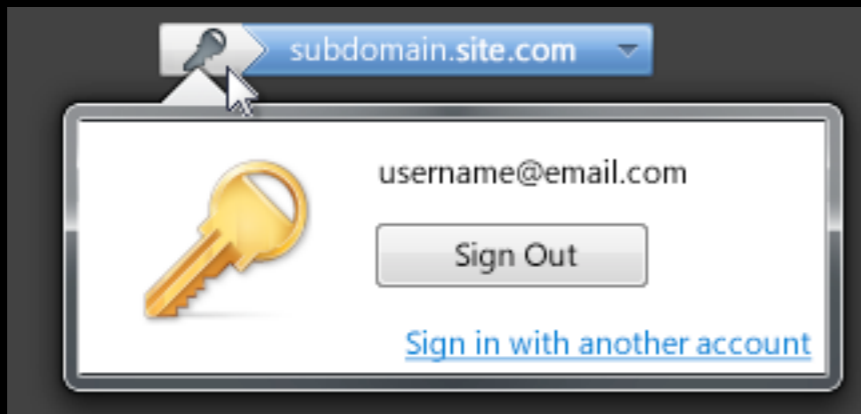 subdomain.site.com
username@email.com
Sign Out
Sign in with another account